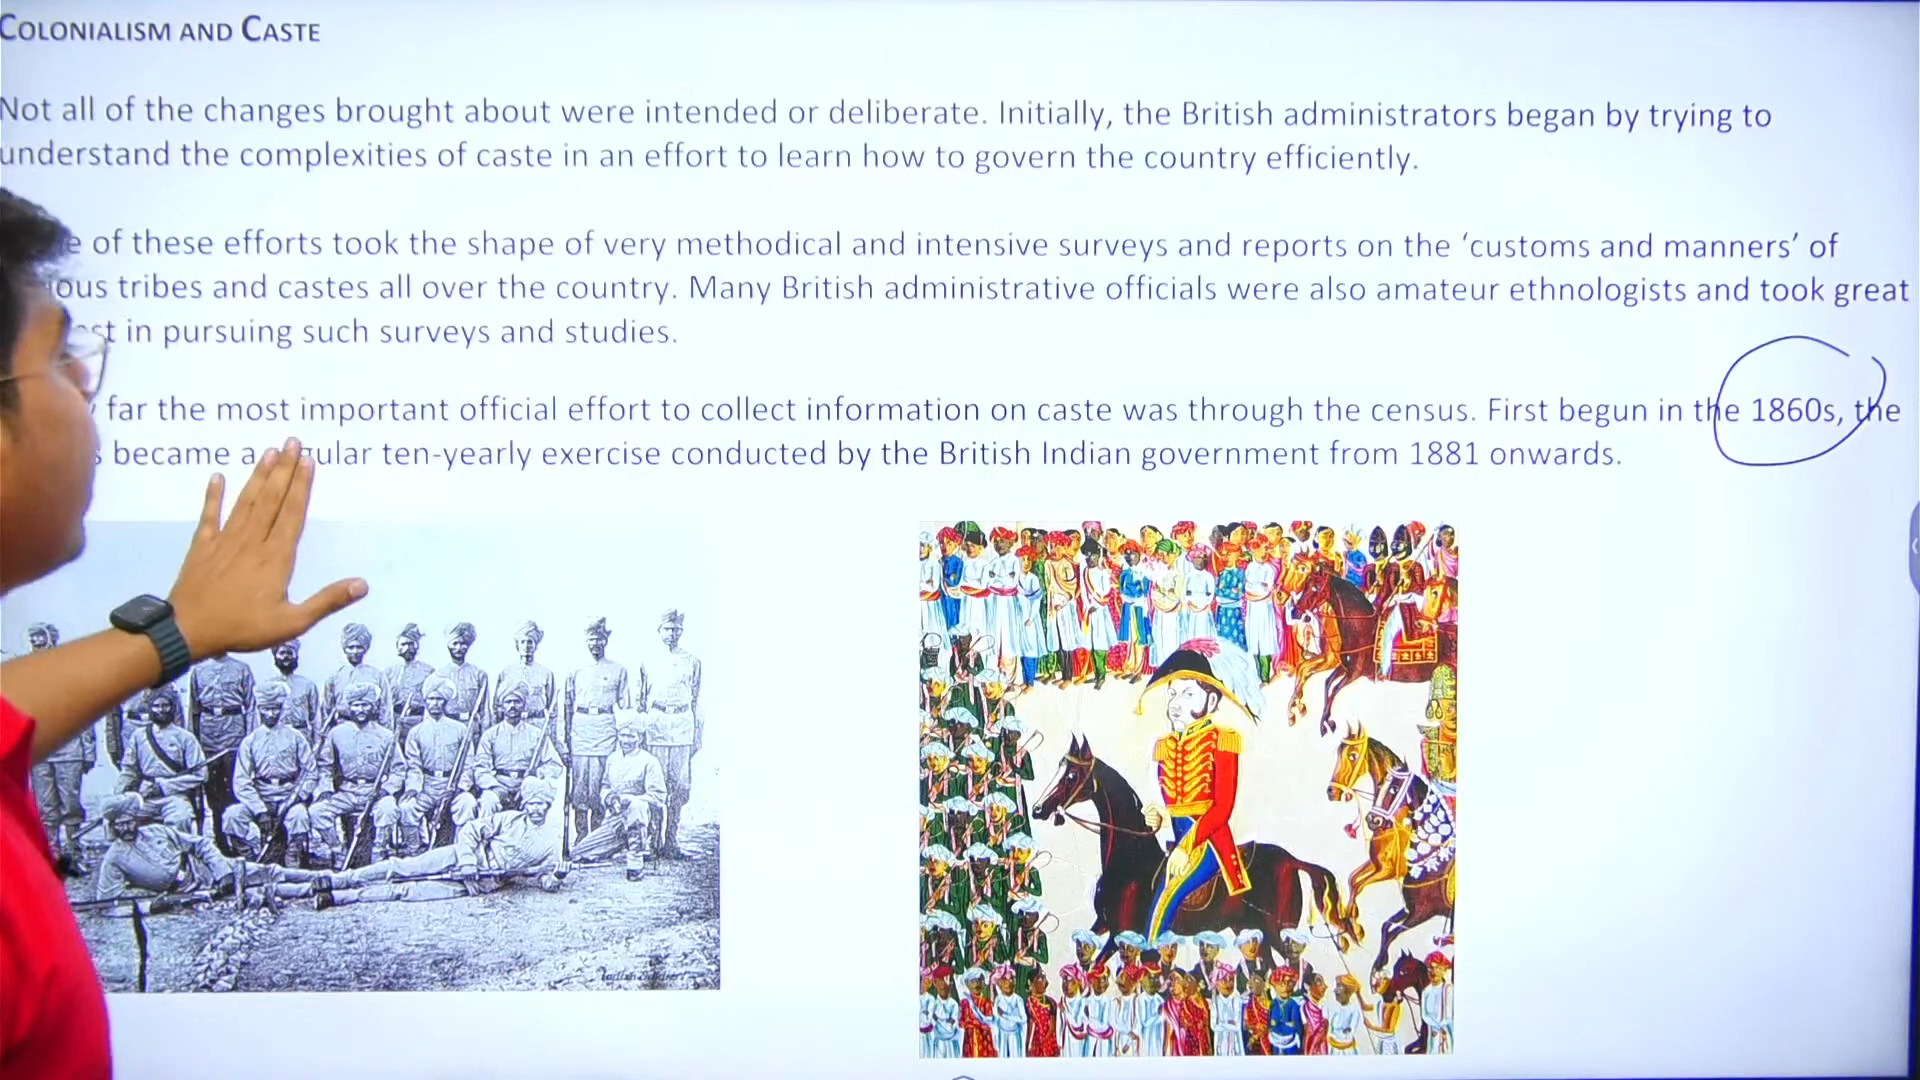 COLONIALISM AND CASTE
Not all of the changes brought about were intended or deliberate. Initially, the British administrators began by trying to
understand the complexities of caste in an effort to learn how to govern the country efficiently.
of these efforts took the shape of very methodical and intensive surveys and reports on the ‘customs and manners’ of
tribes and castes all over the country. Many British administrative officials were also amateur ethnologists and took great
in pursuing such surveys and studies.
far the most important official effort to collect information on caste was through the census. First begun in the 1860s, the
became a ten-yearly exercise conducted by the British Indian government from 1881 onwards.